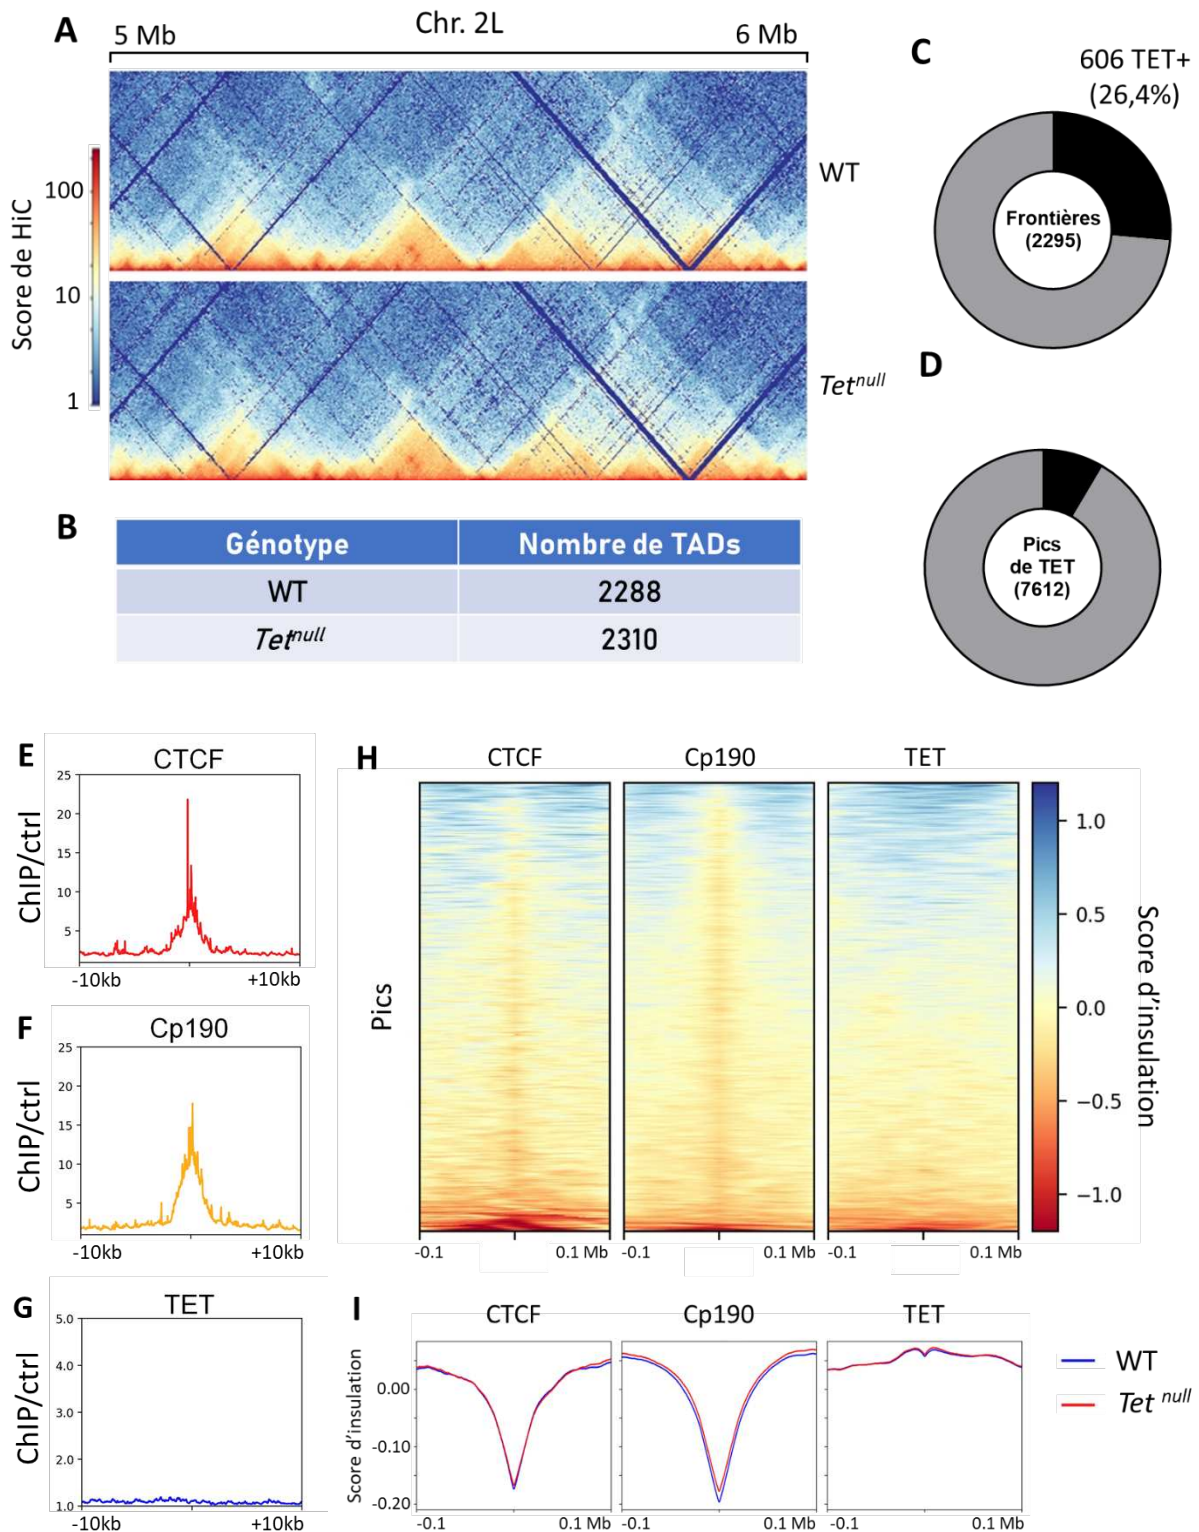 A
5 Mb
Chr. 2L
6 Mb
Score de HiC
100
10
1
WT
Tet null
B
Génotype
Nombre de TADs
WT
2288
Tet null
2310
C
606 TET+
(26,4%)
Frontières
(2295)
D
Pics
de TET
(7612)
E
CTCF
ChIP/ctrl
25
20
15
10
5
-10kb
+10kb
F
Cp190
ChIP/ctrl
25
20
15
10
5
-10kb
+10kb
G
TET
ChIP/ctrl
5.0
4.0
3.0
2.0
1.0
-10kb
+10kb
H
CTCF
Cp190
TET
Pics
-0.1
0.1 Mb
-0.1
0.1 Mb
-0.1
0.1 Mb
1.0
0.5
0.0
−0.5
−1.0
Score d'insulation
I
CTCF
Cp190
TET
Score d'insulation
0.00
-0.10
-0.20
-0.1
0.1 Mb
-0.1
0.1 Mb
-0.1
0.1 Mb
WT
Tet null